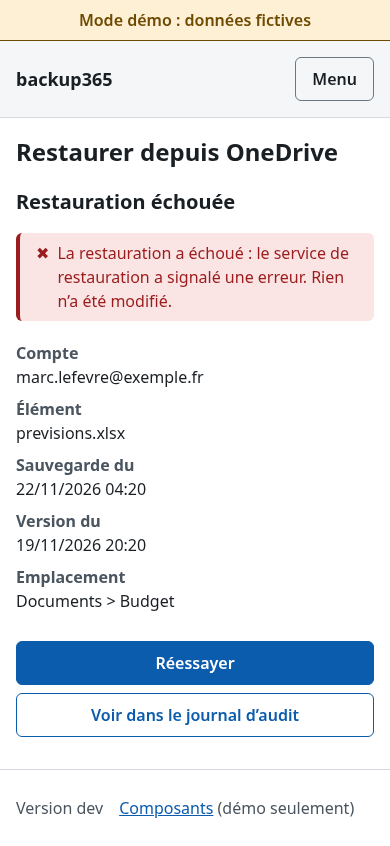 Mode démo : données fictives
backup365
Menu
Restaurer depuis OneDrive
Restauration échouée
✖ La restauration a échoué : le service de
restauration a signalé une erreur. Rien
n’a été modifié.
Compte
marc.lefevre@exemple.fr
Élément
previsions.xlsx
Sauvegarde du
22/11/2026 04:20
Version du
19/11/2026 20:20
Emplacement
Documents > Budget
Réessayer
Voir dans le journal d’audit
Version dev Composants (démo seulement)